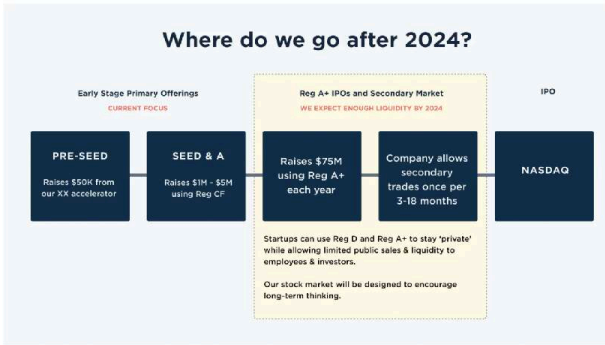 Where do we go after 2024?
Early Stage Primary Offerings
CURRENT FOCUS
Reg A+ IPOs and Secondary Market
WE EXPECT ENOUGH LIQUIDITY BY 2024
IPO
PRE-SEED
Raises $50K from
our XX accelerator
SEED & A
Raises $1M - $5M
using Reg CF
Raises $75M
using Reg A+
each year
Company allows
secondary
trades once per
3-18 months
NASDAQ
Startups can use Reg D and Reg A+ to stay 'private'
while allowing limited public sales & liquidity to
employees & investors.
Our stock market will be designed to encourage
long-term thinking.